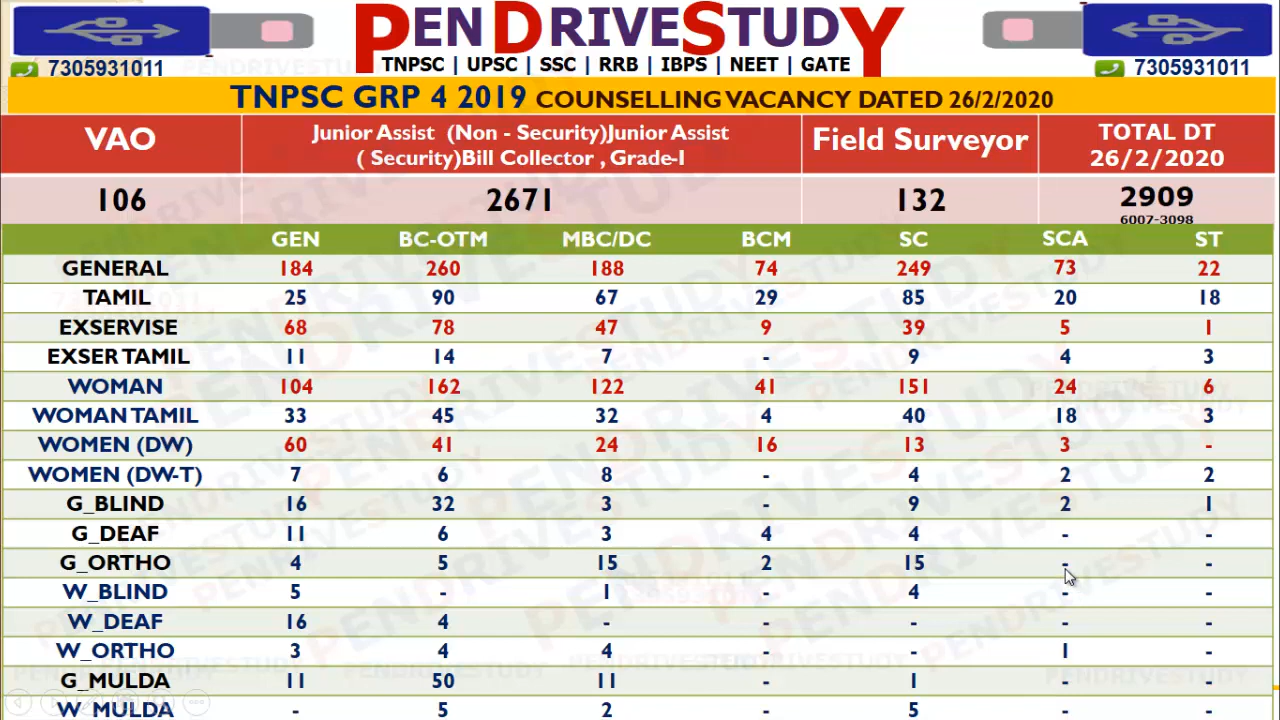 PENDRIVESTUDY
TNPSC | UPSC | SSC | RRB | IBPS | NEET | GATE
7305931011 7305931011
TNPSC GRP 4 2019 COUNSELLING VACANCY DATED 26/2/2020
VAO Junior Assist (Non - Security)Junior Assist ( Security)Bill Collector , Grade-I Field Surveyor TOTAL DT 26/2/2020
106 2671 132 2909
6007-3098
GEN BC-OTM MBC/DC BCM SC SCA ST
GENERAL 184 260 188 74 249 73 22
TAMIL 25 90 67 29 85 20 18
EXSERVISE 68 78 47 9 39 5 1
EXSER TAMIL 11 14 7 - 9 4 3
WOMAN 104 162 122 41 151 24 6
WOMAN TAMIL 33 45 32 4 40 18 3
WOMEN (DW) 60 41 24 16 13 3 -
WOMEN (DW-T) 7 6 8 - 4 2 2
G_BLIND 16 32 3 - 9 2 1
G_DEAF 11 6 3 4 4 - -
G_ORTHO 4 5 15 2 15 - -
W_BLIND 5 - 1 - 4 - -
W_DEAF 16 4 - - - - -
W_ORTHO 3 4 4 - - 1 -
G_MULDA 11 50 11 - 1 - -
W_MULDA - 5 2 - 5 - -